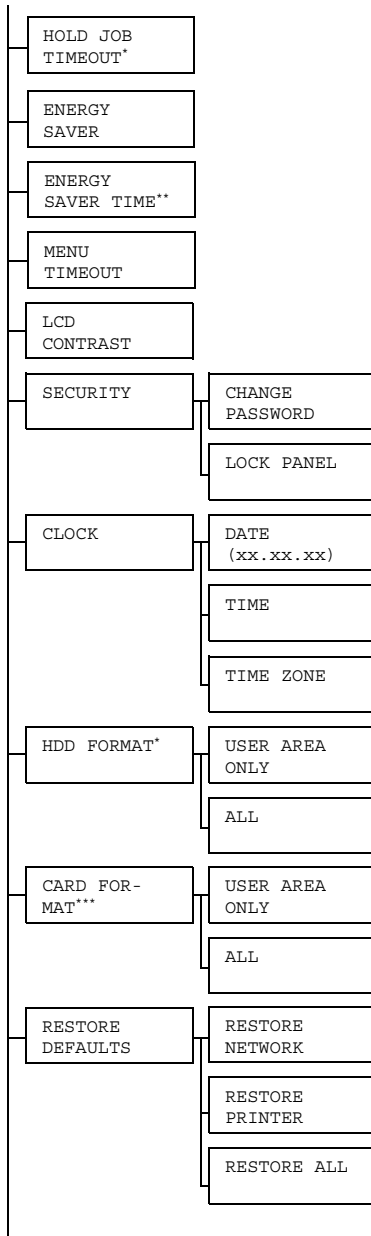 HOLD JOB
TIMEOUT*
ENERGY
SAVER
ENERGY
SAVER TIME**
MENU
TIMEOUT
LCD
CONTRAST
SECURITY
CHANGE
PASSWORD
LOCK PANEL
CLOCK
DATE
(xx.xx.xx)
TIME
TIME ZONE
HDD FORMAT*
USER AREA
ONLY
ALL
CARD FOR-
MAT***
USER AREA
ONLY
ALL
RESTORE
DEFAULTS
RESTORE
NETWORK
RESTORE
PRINTER
RESTORE ALL